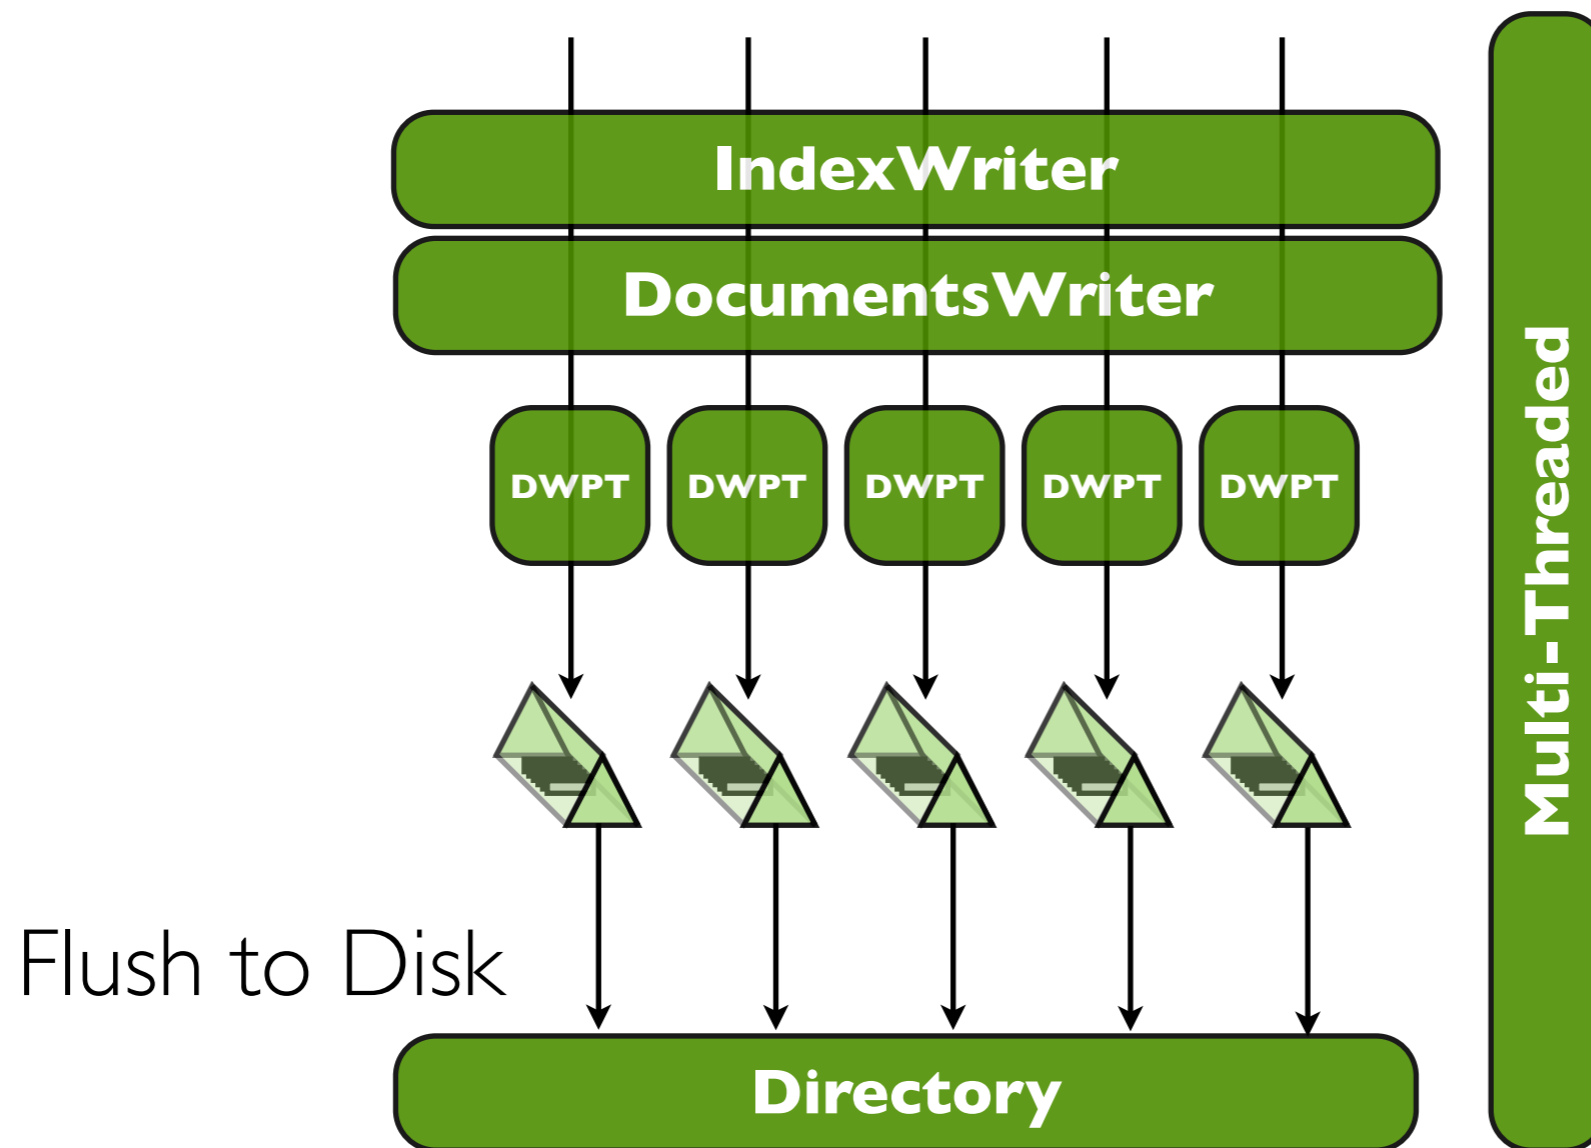 IndexWriter
DocumentsWriter
DWPT DWPT DWPT DWPT DWPT
Multi-Threaded
Flush to Disk
Directory